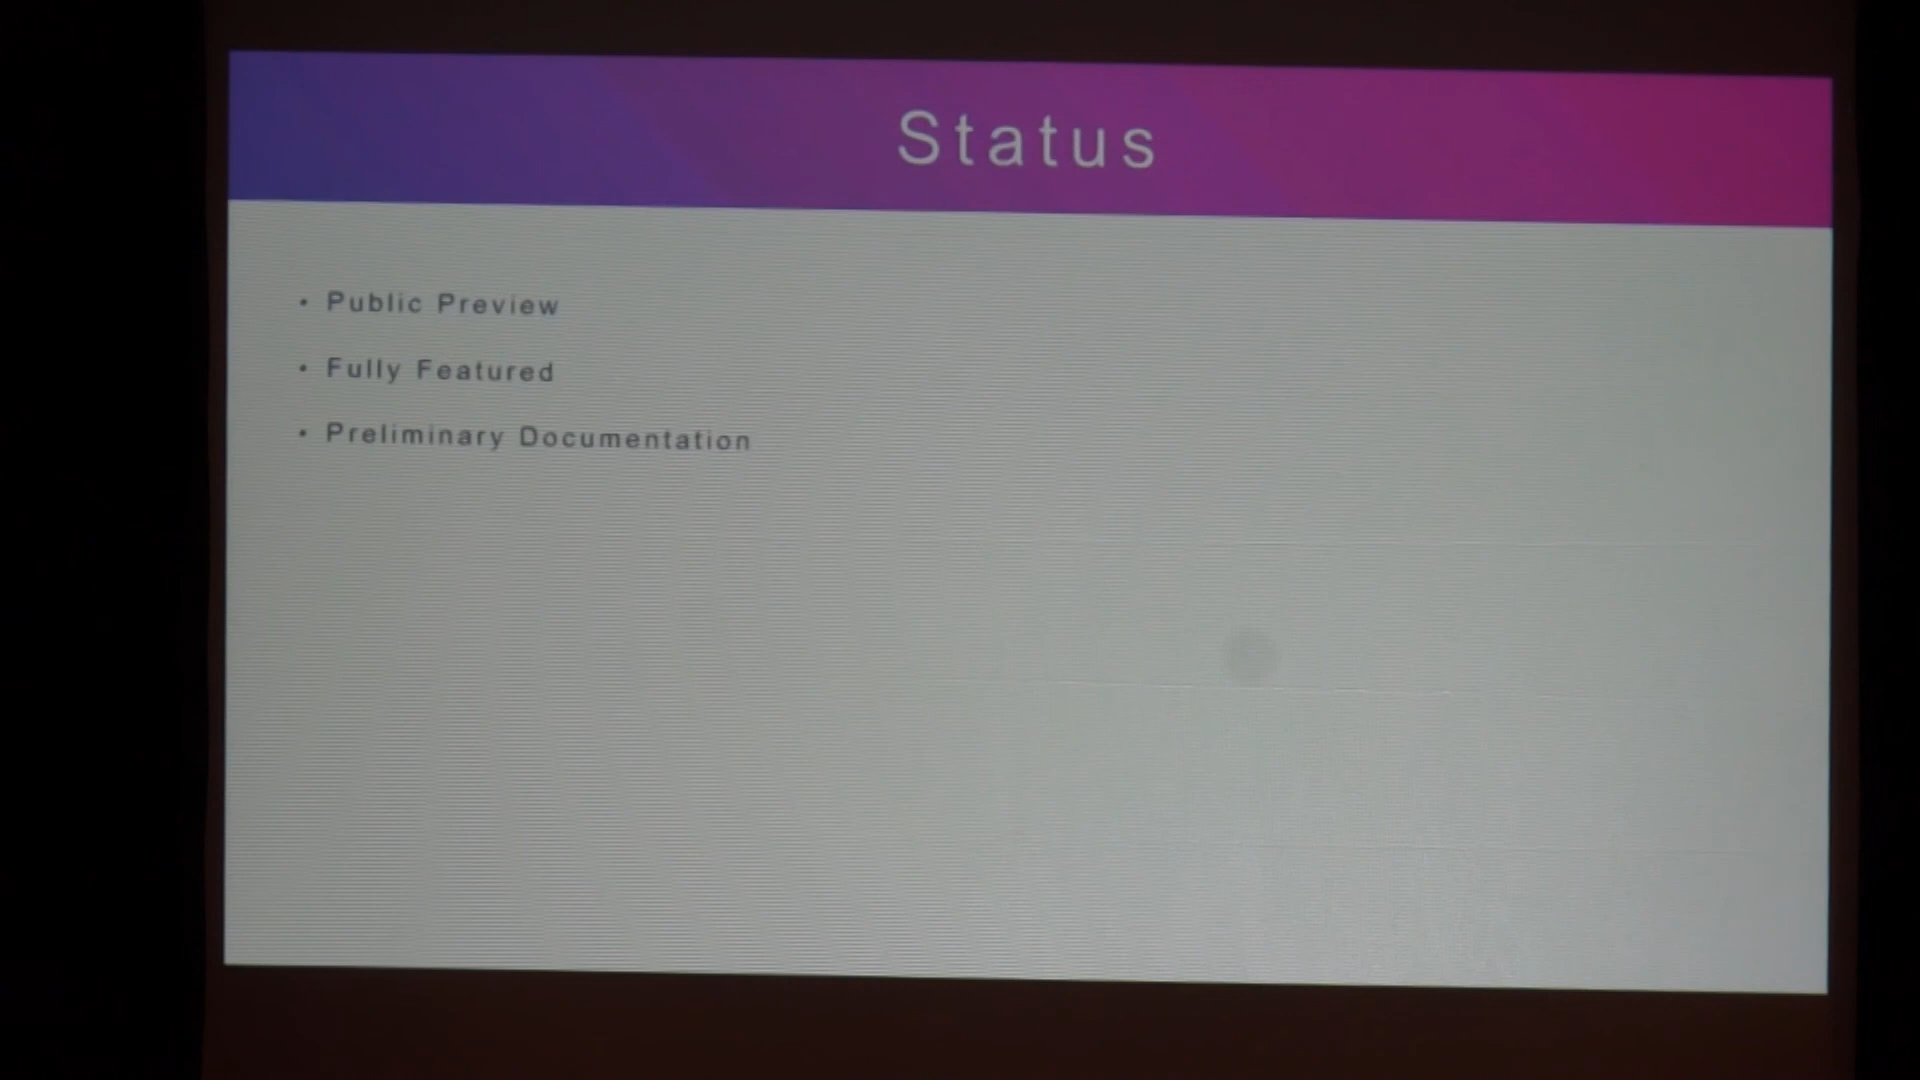 Status
• Public Preview
• Fully Featured
• Preliminary Documentation